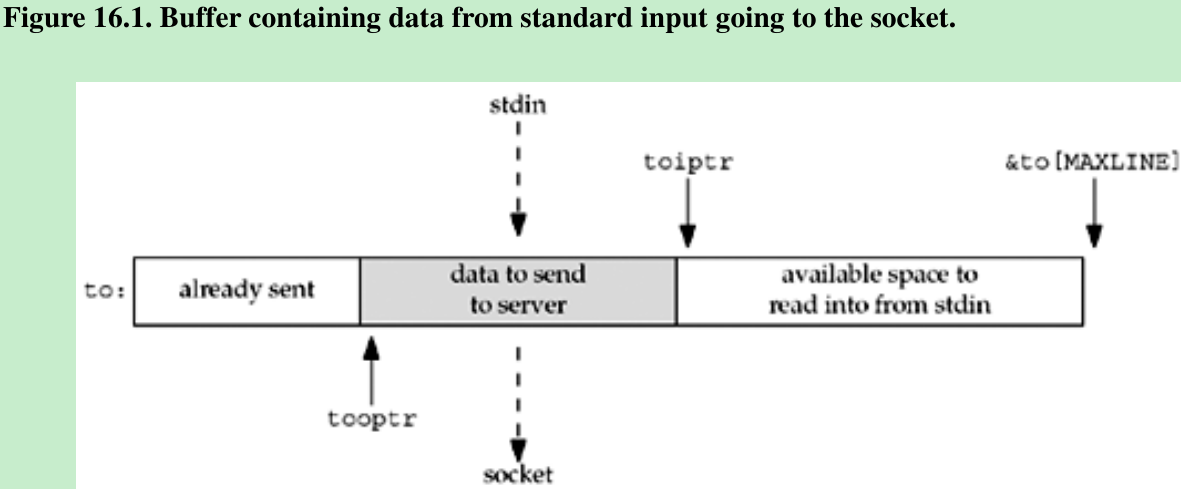 Figure 16.1. Buffer containing data from standard input going to the socket.
stdin
toiptr
&to[MAXLINE]
to:
already sent
data to send
to server
available space to
read into from stdin
tooptr
socket